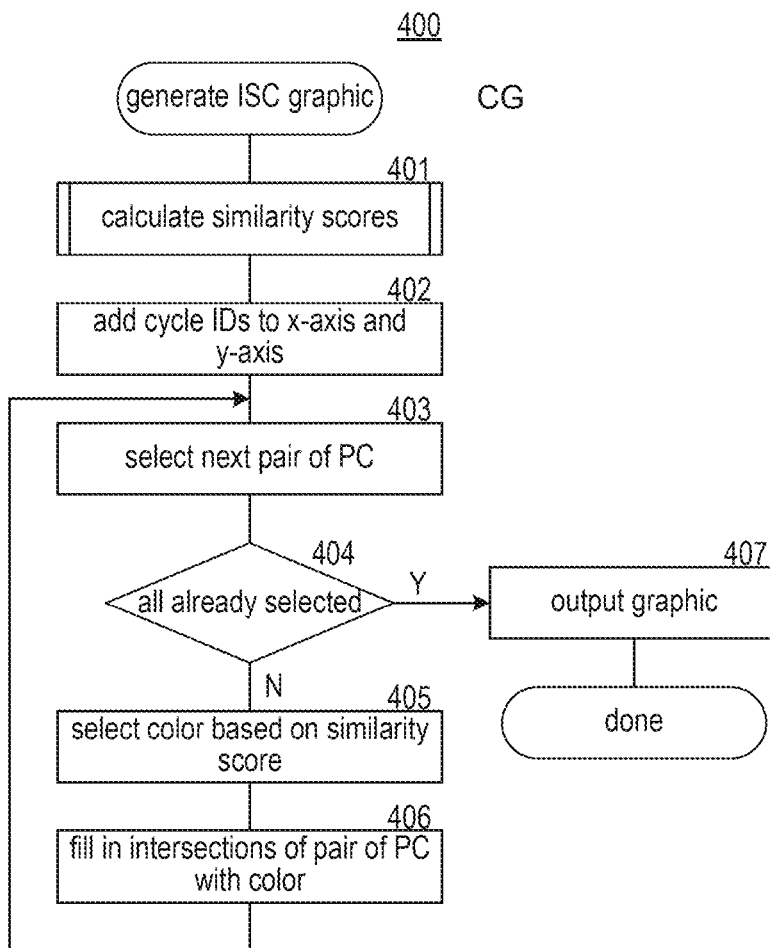 400
generate ISC graphic
CG
401
calculate similarity scores
402
add cycle IDs to x-axis and
y-axis
403
select next pair of PC
404
all already selected
Y
N
407
output graphic
done
405
select color based on similarity
score
406
fill in intersections of pair of PC
with color